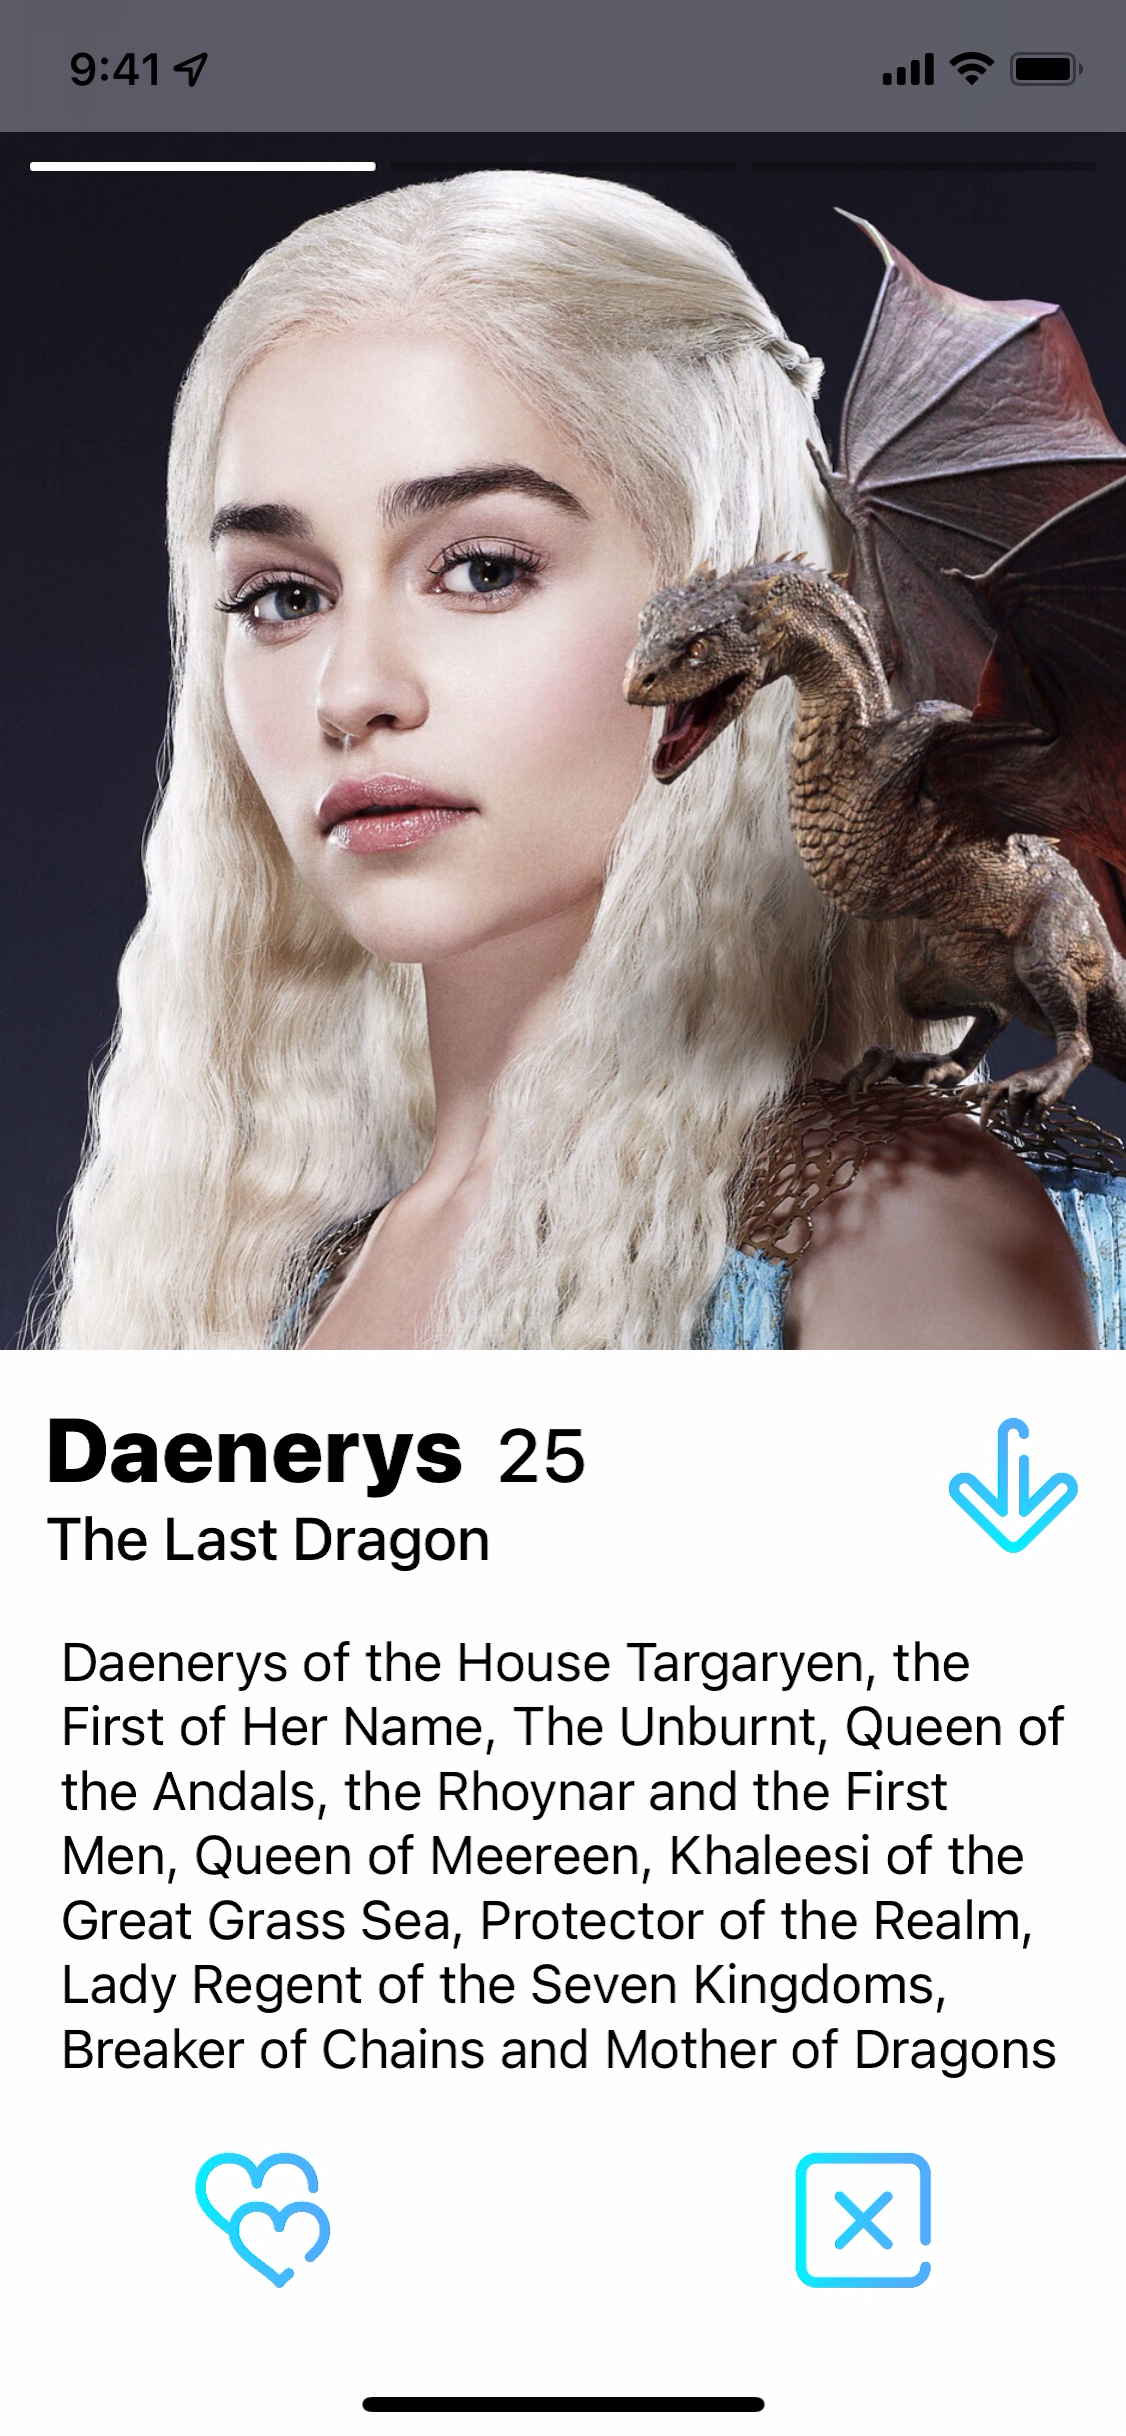 9:41
Daenerys 25
The Last Dragon
Daenerys of the House Targaryen, the
First of Her Name, The Unburnt, Queen of
the Andals, the Rhoynar and the First
Men, Queen of Meereen, Khaleesi of the
Great Grass Sea, Protector of the Realm,
Lady Regent of the Seven Kingdoms,
Breaker of Chains and Mother of Dragons